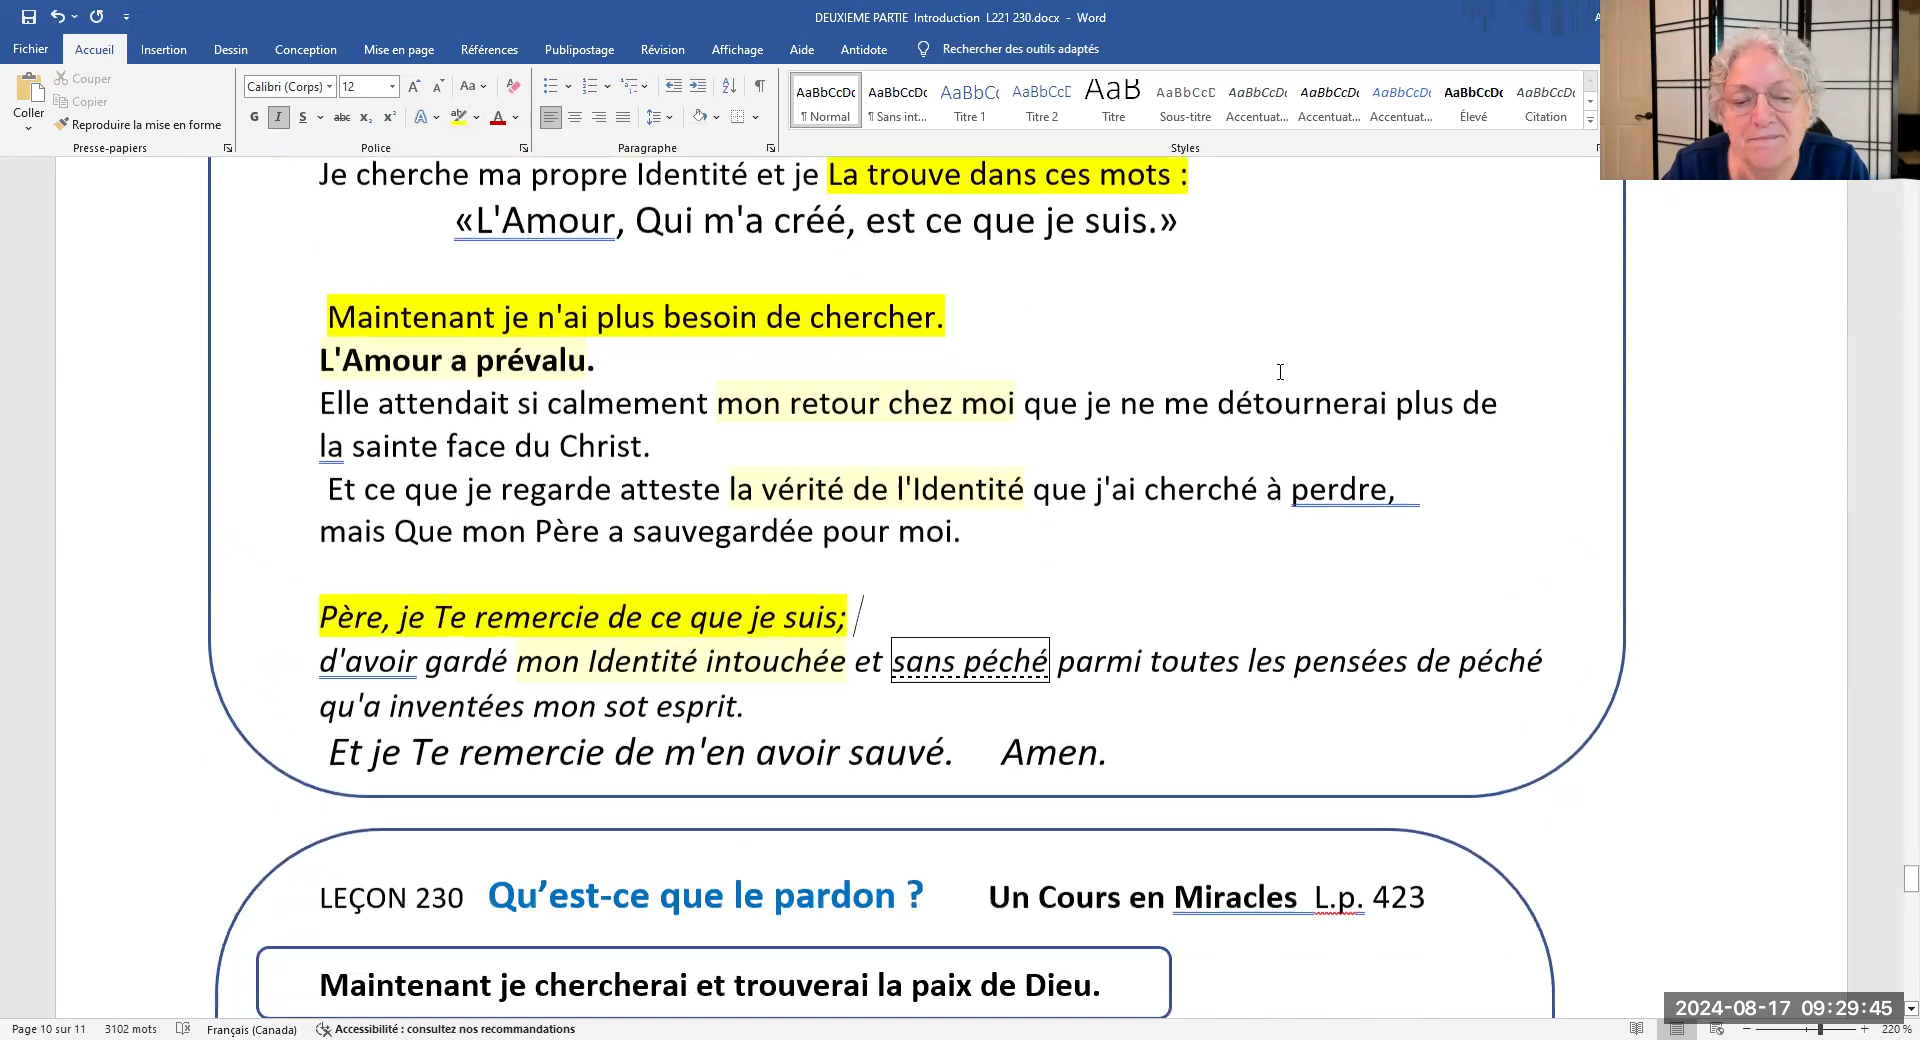 DEUXIEME PARTIE Introduction L221 230.docx - Word
Fichier Accueil Insertion Dessin Conception Mise en page Références Publipostage Révision Affichage Aide Antidote Rechercher des outils adaptés
Coller
Couper
Copier
Reproduire la mise en forme
Presse-papiers
Calibri (Corps) 12
Aa
G I S abc x₂ x² A A
Police
Paragraphe
AaBbCcDc AaBbCcDc AaBbCc AaBbCcD AaB AaBbCcD AaBbCcDc AaBbCcDc AaBbCcDc AaBbCcDc AaBbCcDc
¶ Normal ¶ Sans int... Titre 1 Titre 2 Titre Sous-titre Accentuat... Accentuat... Accentuat... Élevé Citation
Styles
Je cherche ma propre Identité et je La trouve dans ces mots :
«L'Amour, Qui m'a créé, est ce que je suis.»
Maintenant je n'ai plus besoin de chercher.
L'Amour a prévalu.
Elle attendait si calmement mon retour chez moi que je ne me détournerai plus de
la sainte face du Christ.
Et ce que je regarde atteste la vérité de l'Identité que j'ai cherché à perdre,
mais Que mon Père a sauvegardée pour moi.
Père, je Te remercie de ce que je suis; /
d'avoir gardé mon Identité intouchée et sans péché parmi toutes les pensées de péché
qu'a inventées mon sot esprit.
Et je Te remercie de m'en avoir sauvé. Amen.
LEÇON 230 Qu’est-ce que le pardon ? Un Cours en Miracles L.p. 423
Maintenant je chercherai et trouverai la paix de Dieu.
2024-08-17 09:29:45
Page 10 sur 11 3102 mots Français (Canada) Accessibilité : consultez nos recommandations 220 %